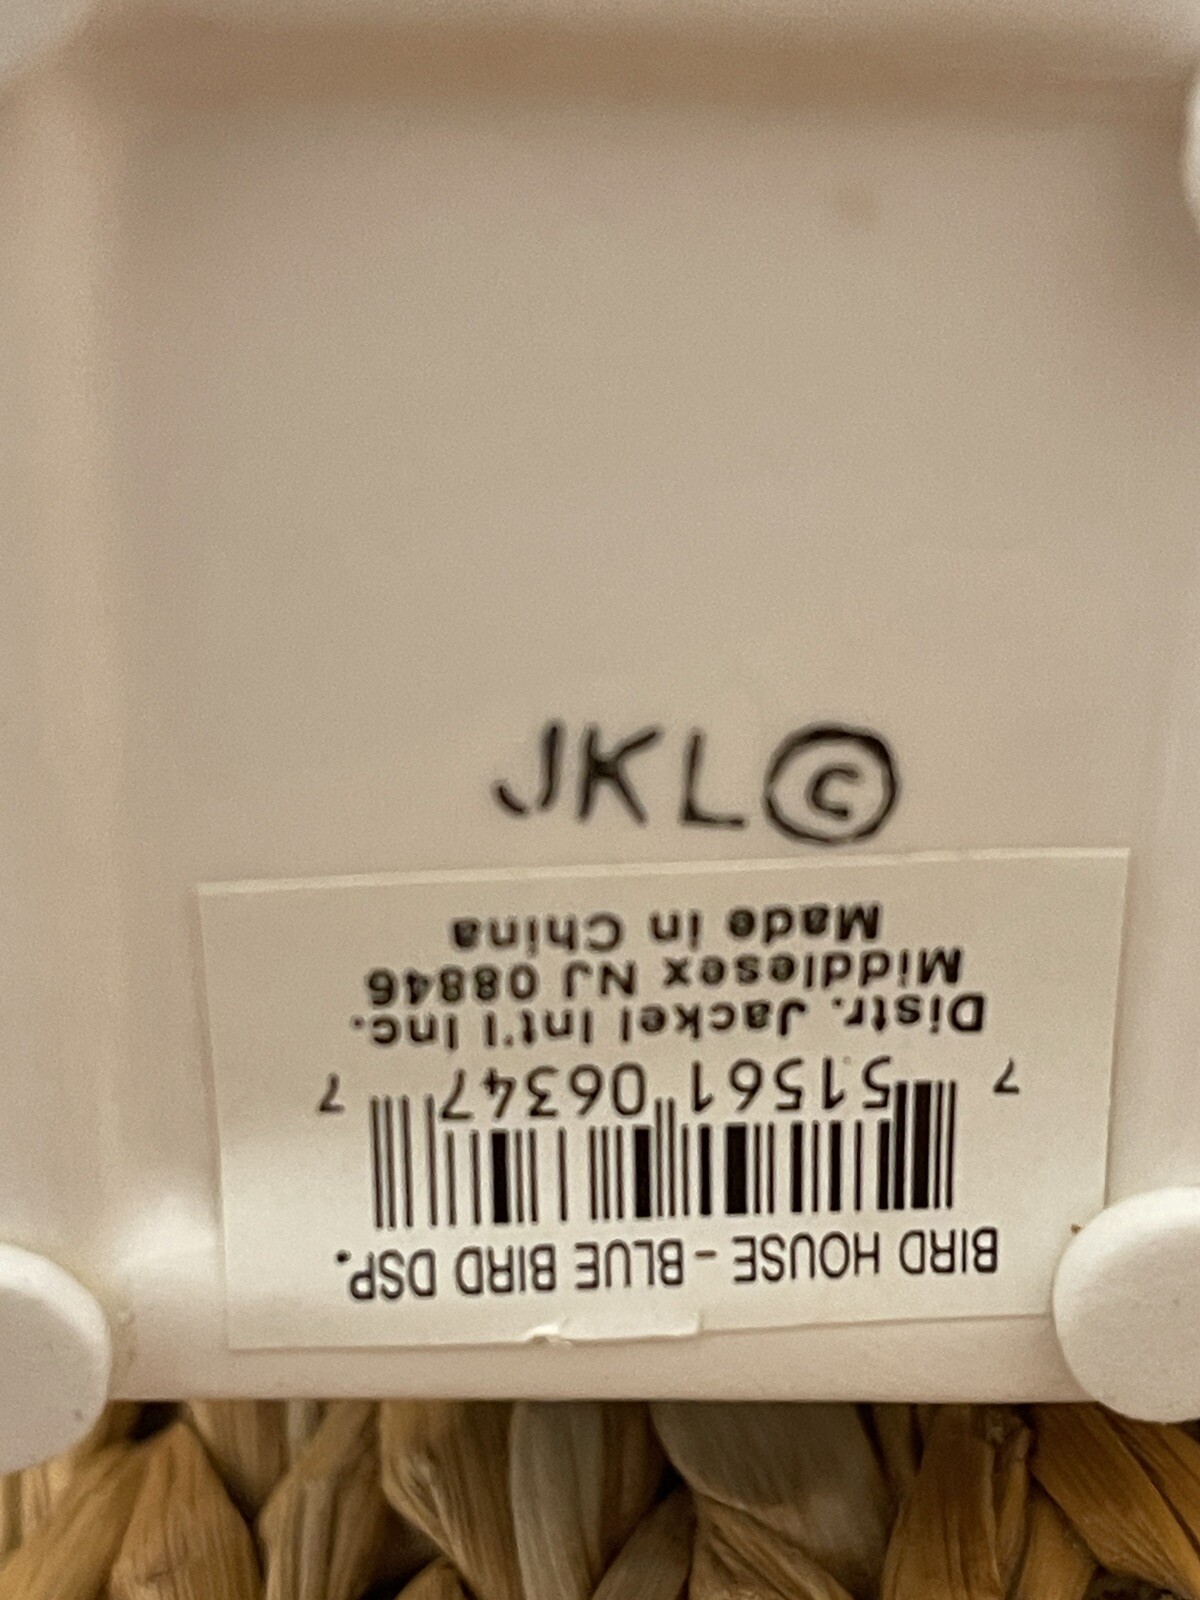 JKL©
BIRD HOUSE - BLUE BIRD DSP.
7 51561 06347 7
Distr. Jackel Int'l Inc.
Middlesex NJ 08846
Made in China